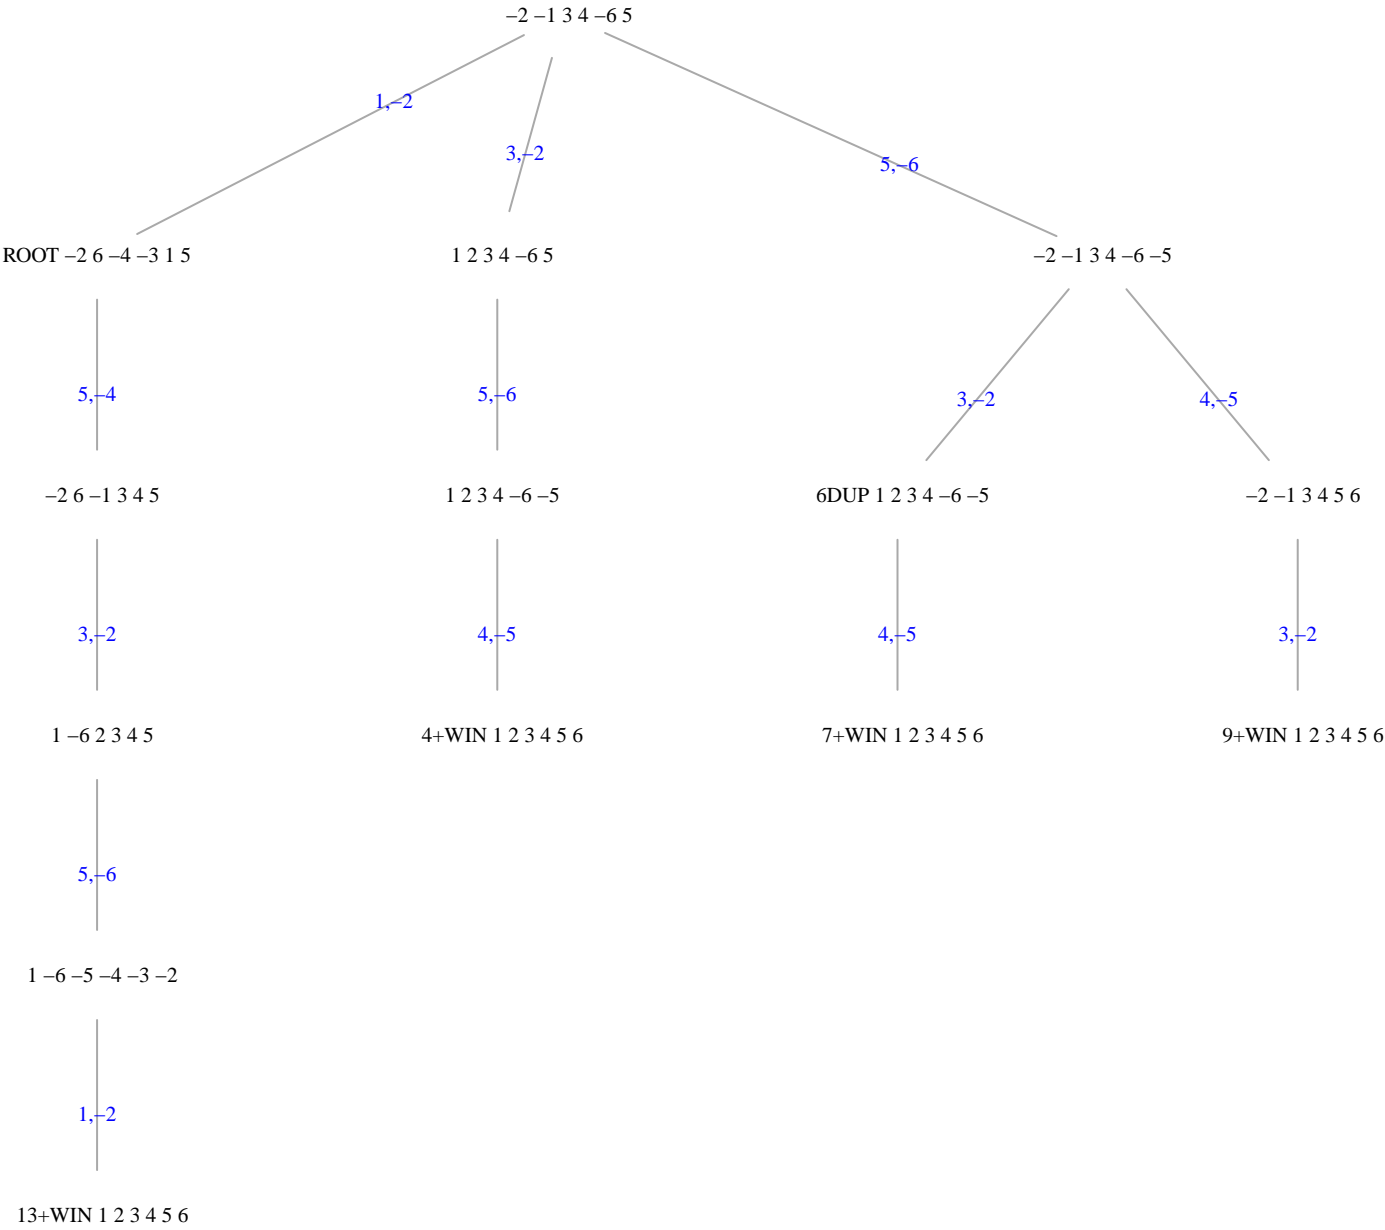 –2 –1 3 4 –6 5
1,–2
3,–2
5,–6
ROOT –2 6 –4 –3 1 5
1 2 3 4 –6 5
–2 –1 3 4 –6 –5
5,–4
5,–6
3,–2
4,–5
–2 6 –1 3 4 5
1 2 3 4 –6 –5
6DUP 1 2 3 4 –6 –5
–2 –1 3 4 5 6
3,–2
4,–5
4,–5
3,–2
1 –6 2 3 4 5
4+WIN 1 2 3 4 5 6
7+WIN 1 2 3 4 5 6
9+WIN 1 2 3 4 5 6
5,–6
1 –6 –5 –4 –3 –2
1,–2
13+WIN 1 2 3 4 5 6